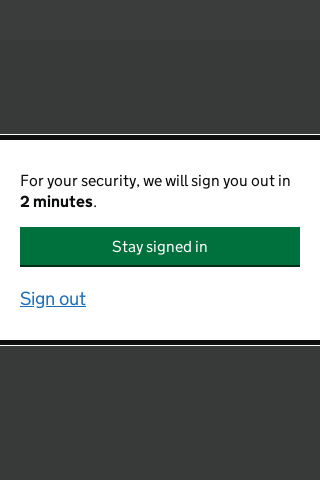 For your security, we will sign you out in
2 minutes.
Stay signed in
Sign out